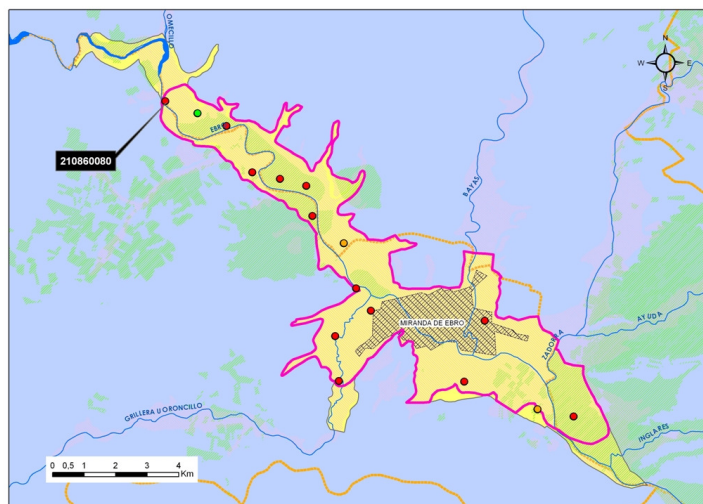 OMECILLO
N
W
E
S
EBRO
210860080
BAYAS
MIRANDA DE EBRO
ZADORRA
AYUDA
GRILLERA U ORONCILLO
INGLARES
0 0,5 1 2 3 4
Km